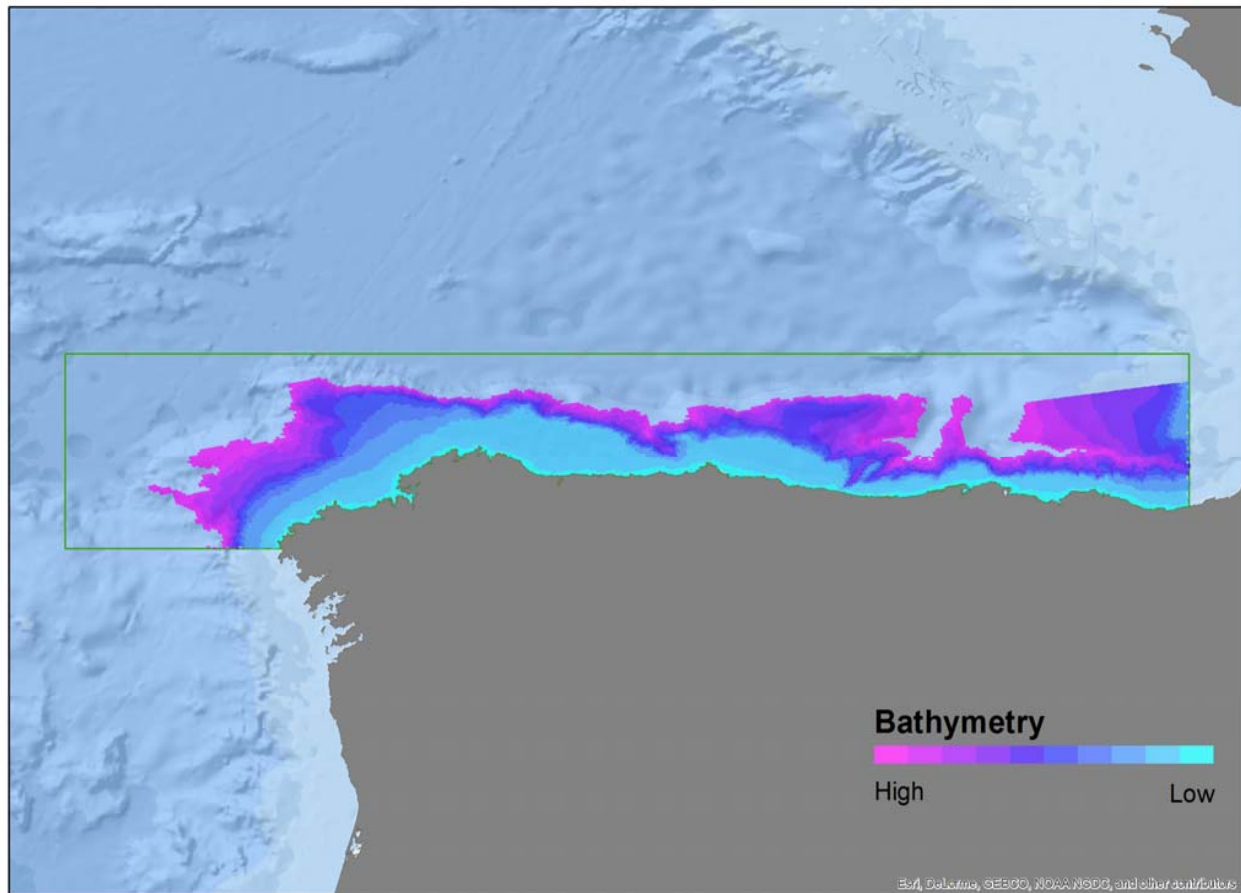 Bathymetry
High
Low
Esri, DeLorme, GEBCO, NOAA NGDC, and other contributors